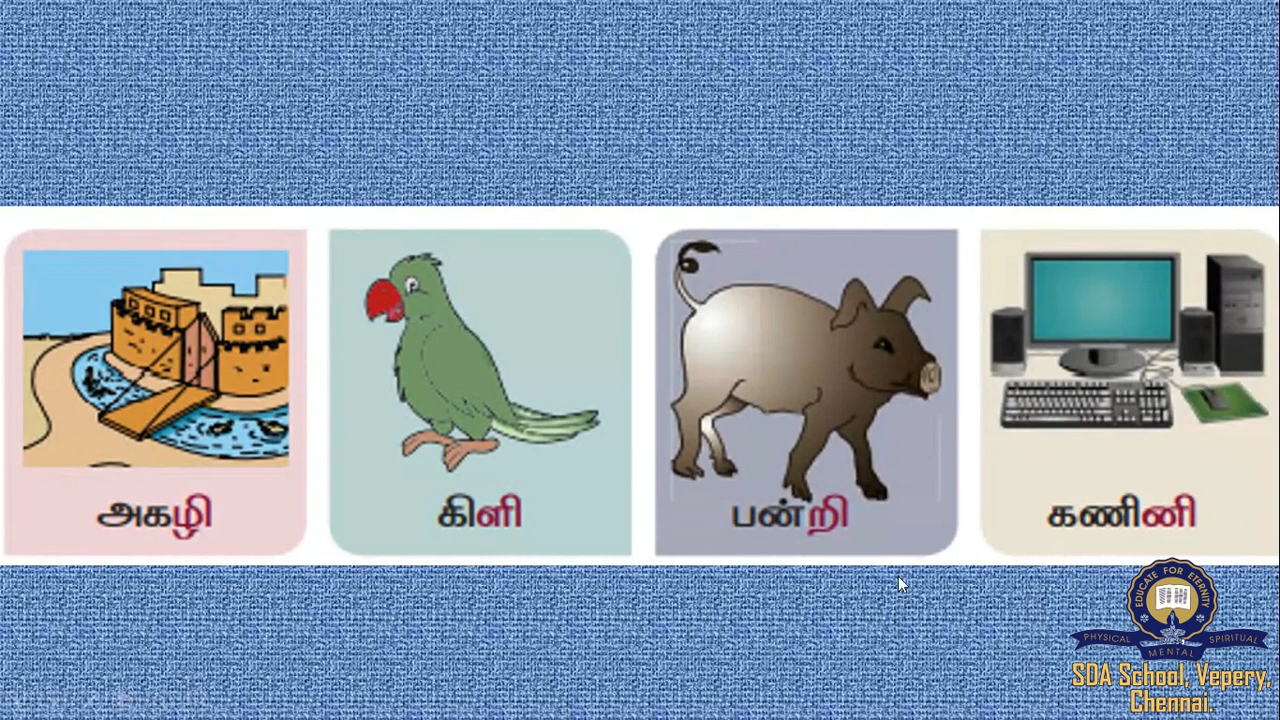 அகழி
கிளி
பன்றி
கணினி
EDUCATE FOR ETERNITY
PHYSICAL
MENTAL
SPIRITUAL
SDA School, Vepery,
Chennai.